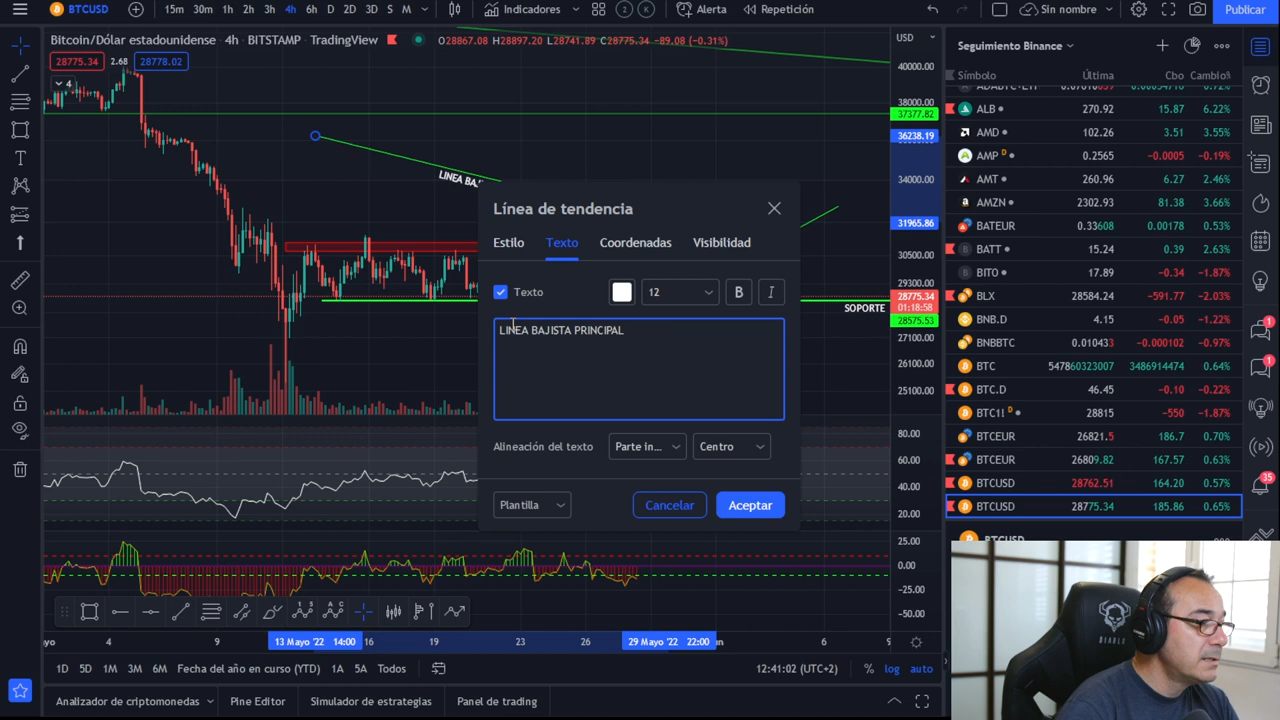 BTCUSD 15m 30m 1h 2h 3h 4h 6h D 2D 3D S M Indicadores 2 K Alerta Repetición Sin nombre Publicar
Bitcoin/Dólar estadounidense · 4h · BITSTAMP · TradingView O28867.08 H28897.20 L28741.89 C28775.34 -89.08 (-0.31%)
28775.34 2.68 28778.02
4
USD
40000.00
38000.00
37377.82
36238.19
34000.00
31965.86
30500.00
29300.00
28775.34
01:18:58
28575.53
27100.00
26100.00
25100.00
80.00
60.00
40.00
20.00
25.00
0.00
-25.00
-50.00
LINEA BAJ
SOPORTE
Línea de tendencia
Estilo Texto Coordenadas Visibilidad
Texto 12 B I
LINEA BAJISTA PRINCIPAL
Alineación del texto Parte in... Centro
Plantilla Cancelar Aceptar
yo 4 9 13 Mayo '22 14:00 16 19 23 26 29 Mayo '22 22:00 6 9
1D 5D 1M 3M 6M Fecha del año en curso (YTD) 1A 5A Todos 12:41:02 (UTC+2) % log auto
Analizador de criptomonedas Pine Editor Simulador de estrategias Panel de trading
Seguimiento Binance
Símbolo Última Cbo Cambio%
ALB 270.92 15.87 6.22%
AMD 102.26 3.51 3.55%
AMP D 0.2565 -0.0005 -0.19%
AMT 260.96 6.27 2.46%
AMZN 2302.93 81.38 3.66%
BATEUR 0.33608 0.00178 0.53%
BATT 15.24 0.39 2.63%
BITO 17.89 -0.34 -1.87%
BLX 28584.24 -591.77 -2.03%
BNB.D 4.15 -0.05 -1.22%
BNBBTC 0.010433 -0.000102 -0.97%
BTC 547860323007 3486914474 0.64%
BTC.D 46.45 -0.10 -0.22%
BTC1! D 28815 -550 -1.87%
BTCEUR 26821.5 186.7 0.70%
BTCEUR 26809.82 167.57 0.63%
BTCUSD 28762.51 164.20 0.57%
BTCUSD 28775.34 185.86 0.65%
1
1
35
DIABLO